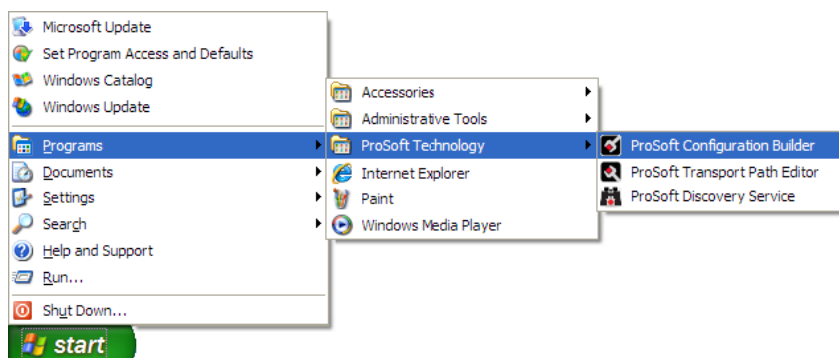 Microsoft Update
Set Program Access and Defaults
Windows Catalog
Windows Update
Programs
Documents
Settings
Search
Help and Support
Run...
Shut Down...
start
Accessories
Administrative Tools
ProSoft Technology
Internet Explorer
Paint
Windows Media Player
ProSoft Configuration Builder
ProSoft Transport Path Editor
ProSoft Discovery Service